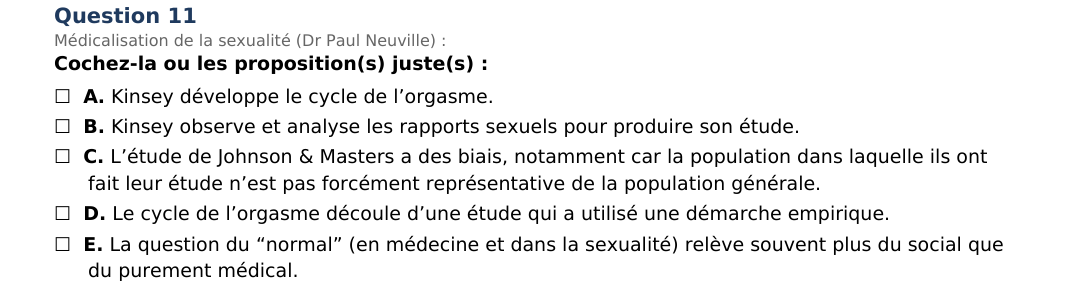 Question 11
Médicalisation de la sexualité (Dr Paul Neuville) :
Cochez-la ou les proposition(s) juste(s) :
☐ A. Kinsey développe le cycle de l’orgasme.
☐ B. Kinsey observe et analyse les rapports sexuels pour produire son étude.
☐ C. L’étude de Johnson & Masters a des biais, notamment car la population dans laquelle ils ont
fait leur étude n’est pas forcément représentative de la population générale.
☐ D. Le cycle de l’orgasme découle d’une étude qui a utilisé une démarche empirique.
☐ E. La question du “normal” (en médecine et dans la sexualité) relève souvent plus du social que
du purement médical.